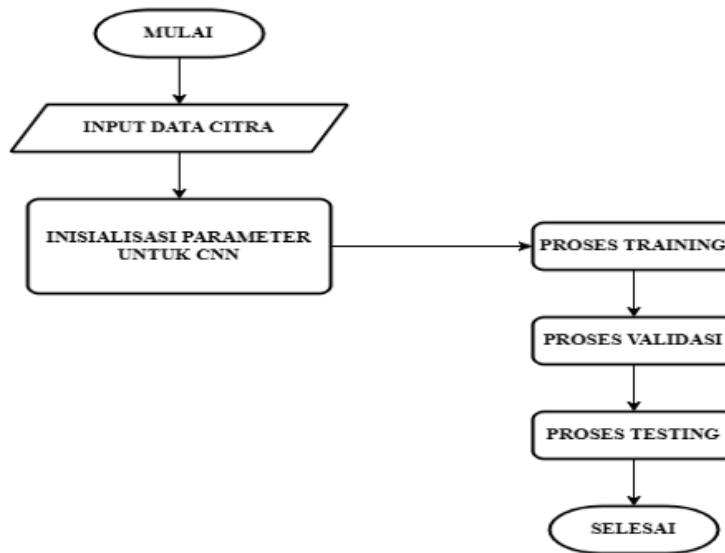 MULAI
INPUT DATA CITRA
INISIALISASI PARAMETER
UNTUK CNN
PROSES TRAINING
PROSES VALIDASI
PROSES TESTING
SELESAI